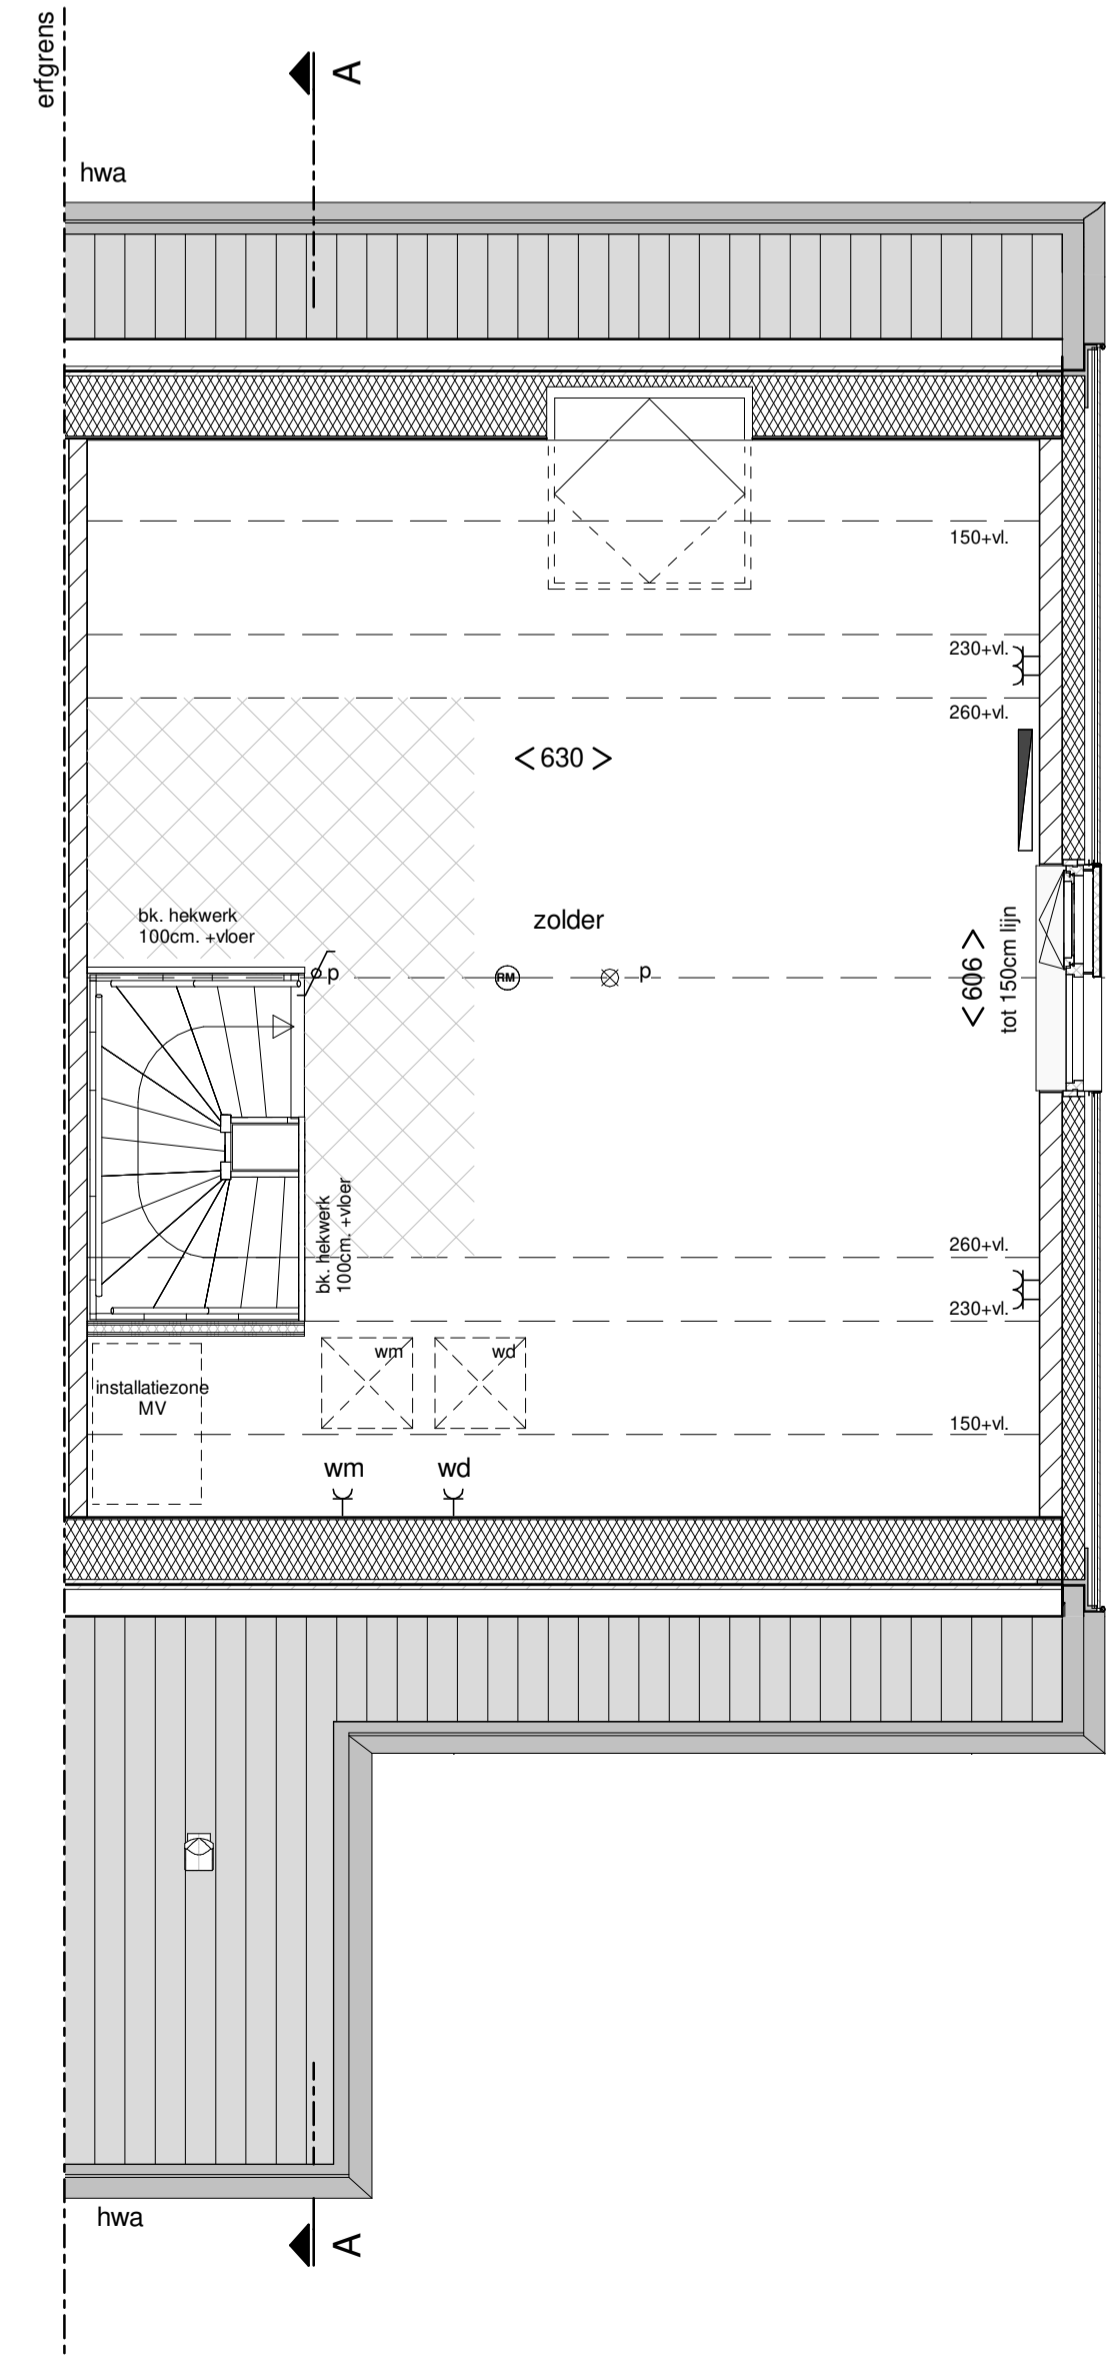 erfgrens
A
hwa
150+vl.
230+vl.
260+vl.
< 630 >
bk. hekwerk
100cm. +vloer
zolder
p
RM
p
< 606 >
tot 150cm lijn
bk. hekwerk
100cm. +vloer
260+vl.
230+vl.
wm
wd
installatiezone
MV
150+vl.
wm
wd
hwa
A